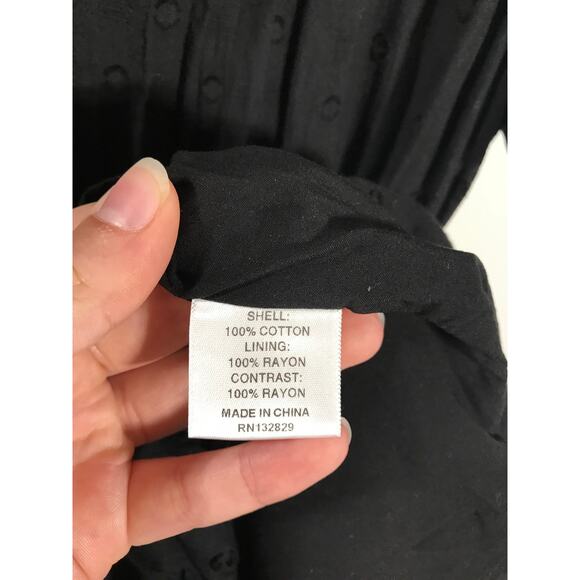 SHELL:
100% COTTON
LINING:
100% RAYON
CONTRAST:
100% RAYON
MADE IN CHINA
RN132829